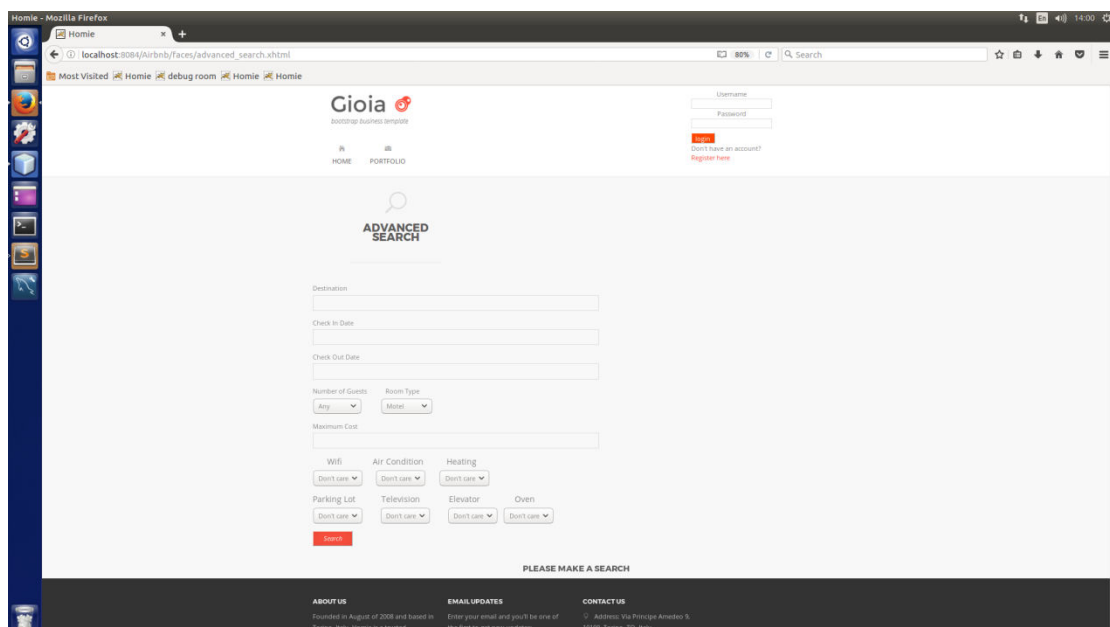 Homie - Mozilla Firefox
En 14:00
Homie × +
localhost:8084/Airbnb/faces/advanced_search.xhtml 80% Search
Most Visited Homie debug room Homie Homie
Gioia
bootstrap business template
Username
Password
login
Don't have an account?
Register here
HOME PORTFOLIO
ADVANCED
SEARCH
Destination
Check In Date
Check Out Date
Number of Guests Room Type
Any Motel
Maximum Cost
Wifi Air Condition Heating
Don't care Don't care Don't care
Parking Lot Television Elevator Oven
Don't care Don't care Don't care Don't care
Search
PLEASE MAKE A SEARCH
ABOUT US EMAIL UPDATES CONTACT US
Founded in August of 2008 and based in Enter your email and you'll be one of Address: Via Principe Amedeo 9,